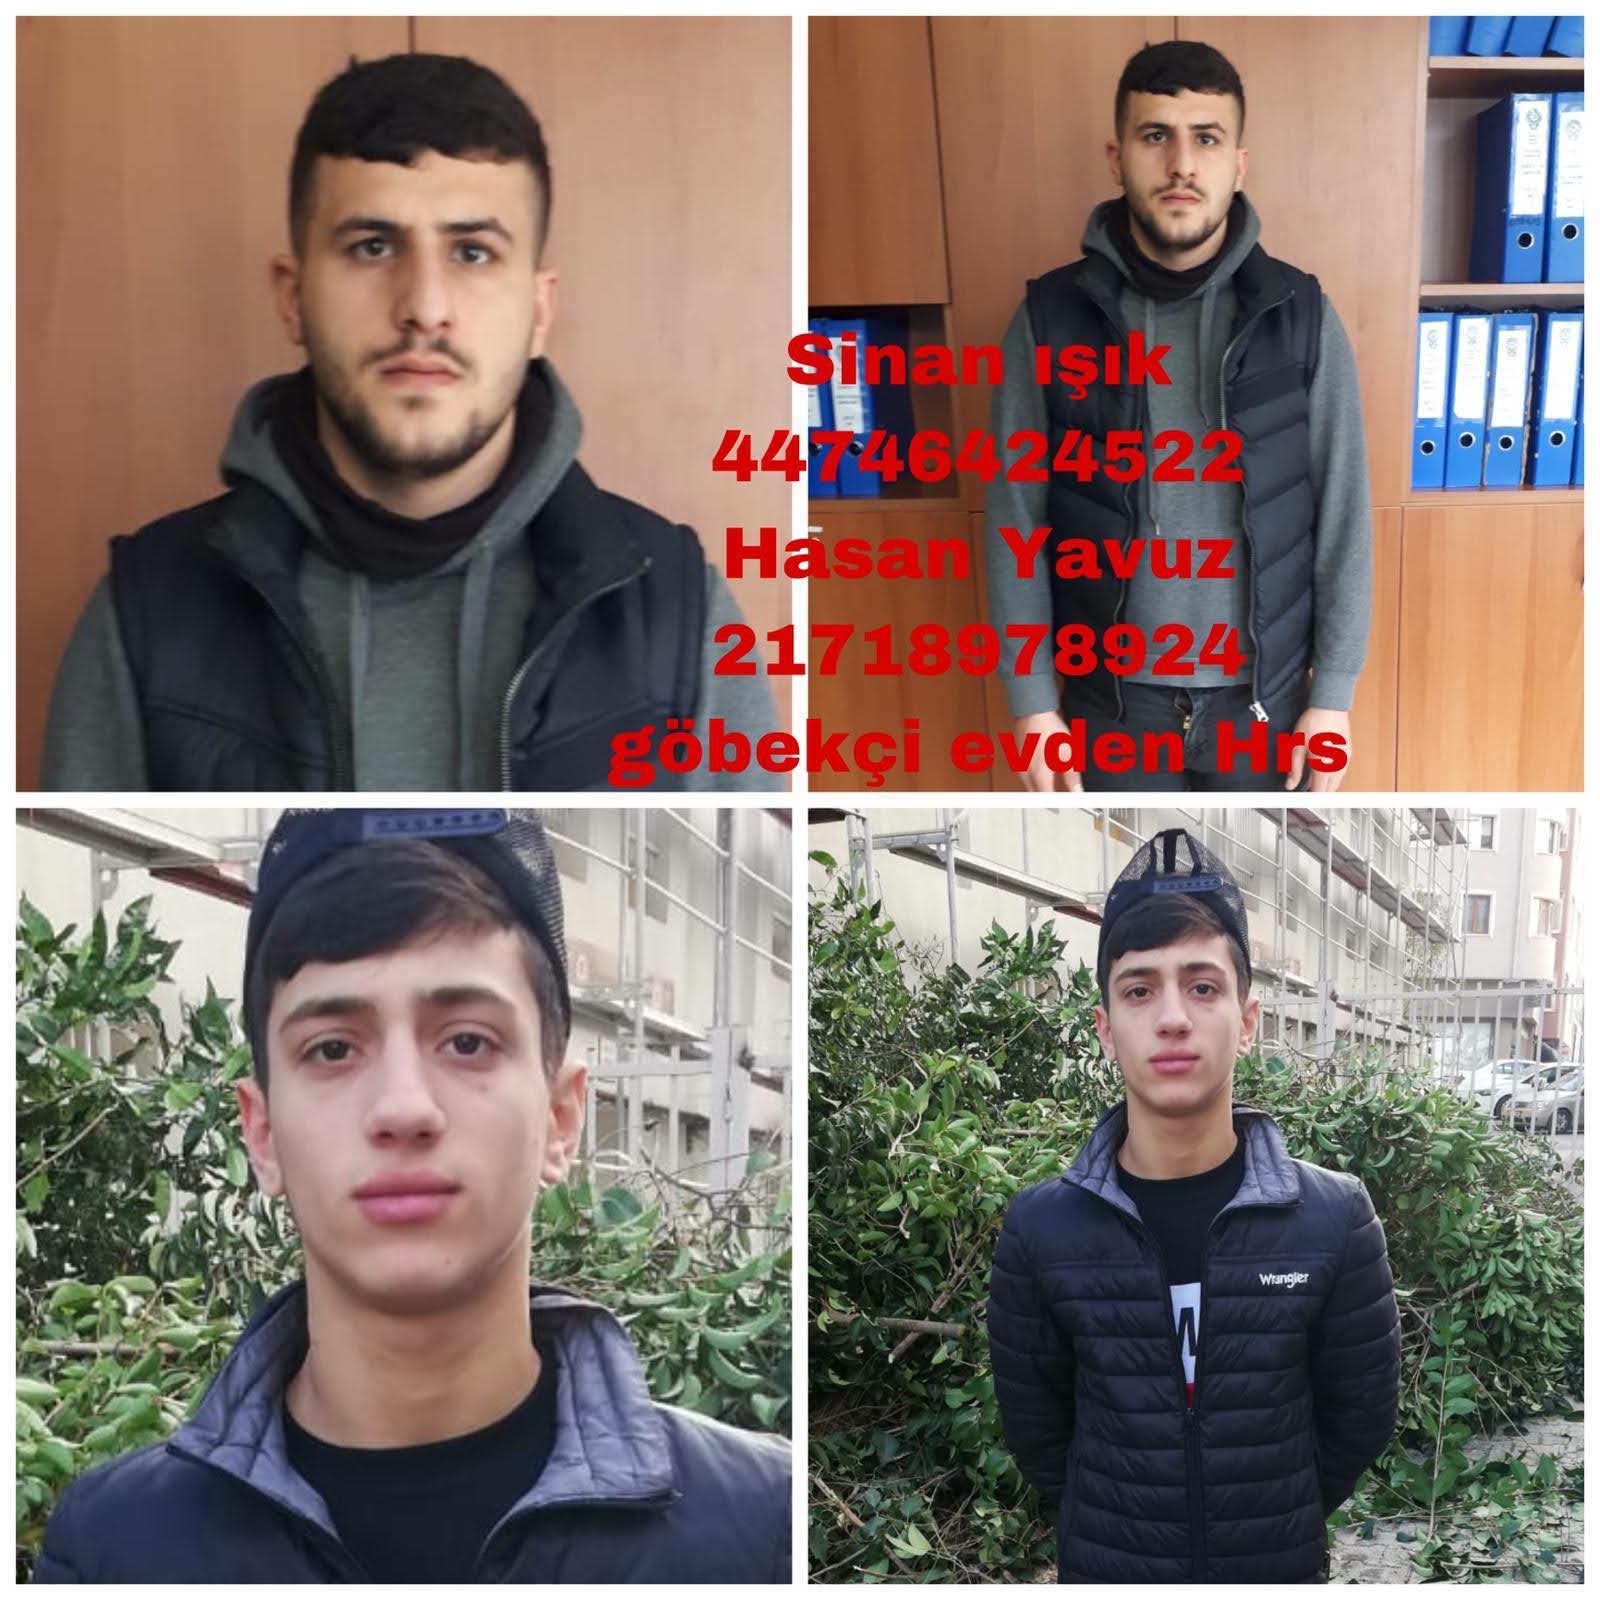 Sinan ışık
44746424522
Hasan Yavuz
21718978924
göbekçi evden Hrs
Wrangler